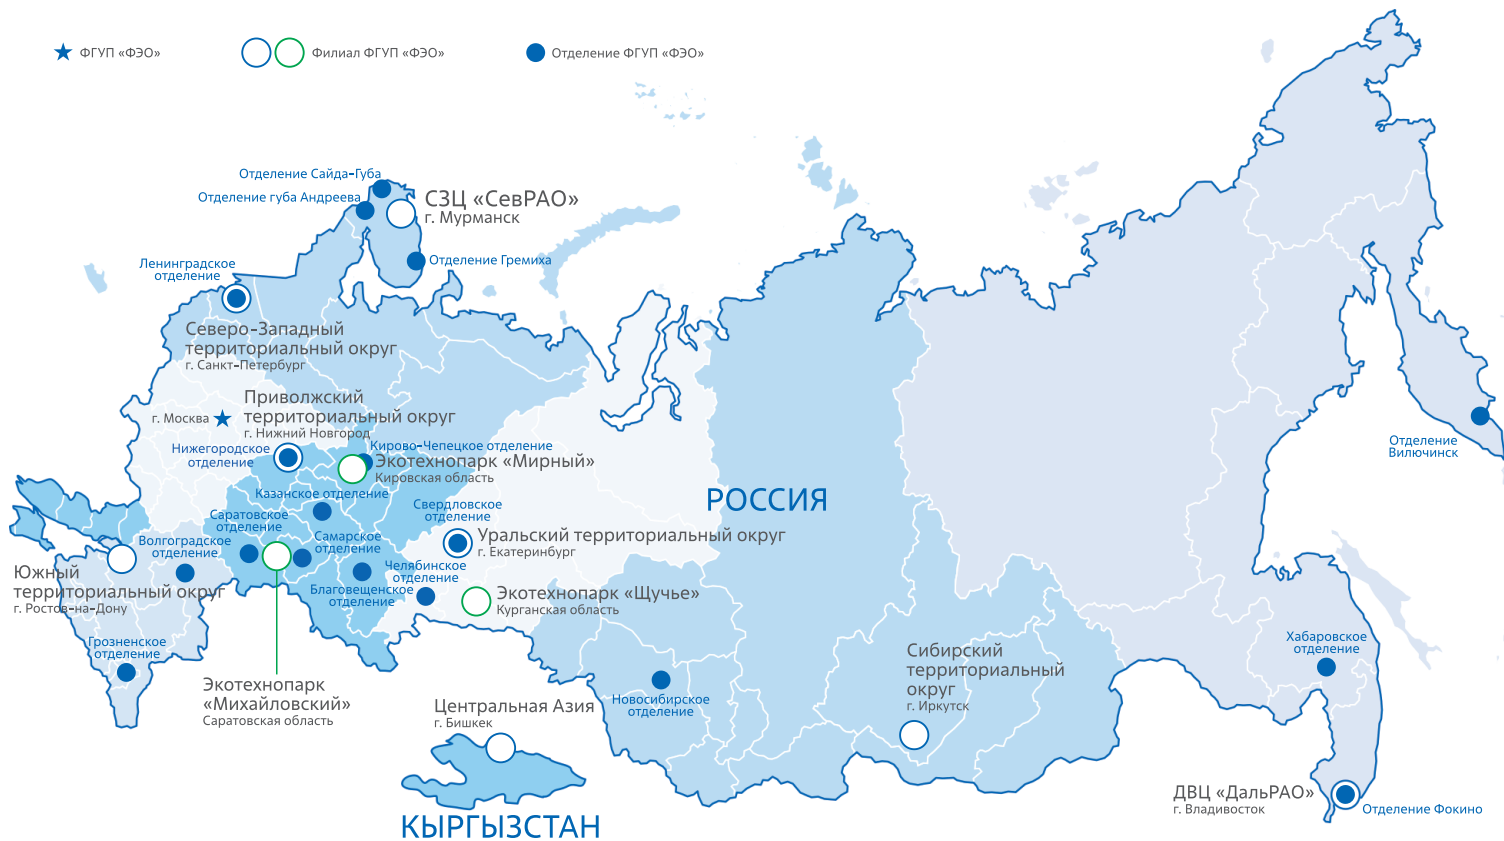 ФГУП «ФЭО»
Филиал ФГУП «ФЭО»
Отделение ФГУП «ФЭО»
Отделение Сайда-Губа
Отделение губа Андреева
СЗЦ «СевРАО»
г. Мурманск
Отделение Гремиха
Ленинградское
отделение
Северо-Западный
территориальный округ
г. Санкт-Петербург
Приволжский
территориальный округ
г. Нижний Новгород
г. Москва
Нижегородское
отделение
Кирово-Чепецкое отделение
Экотехнопарк «Мирный»
Кировская область
Казанское отделение
Свердловское
отделение
РОССИЯ
Саратовское
отделение
Самарское
отделение
Уральский территориальный округ
г. Екатеринбург
Волгоградское
отделение
Челябинское
отделение
Южный
территориальный округ
г. Ростов-на-Дону
Благовещенское
отделение
Экотехнопарк «Щучье»
Курганская область
Грозненское
отделение
Экотехнопарк
«Михайловский»
Саратовская область
Центральная Азия
г. Бишкек
КЫРГЫЗСТАН
Новосибирское
отделение
Сибирский
территориальный
округ
г. Иркутск
Отделение
Вилючинск
Хабаровское
отделение
ДВЦ «ДальРАО»
г. Владивосток
Отделение Фокино